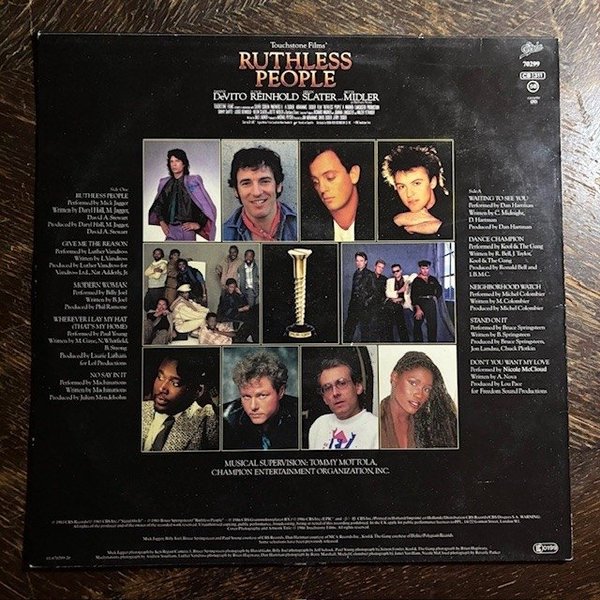 Touchstone Films'
RUTHLESS
PEOPLE
DeVITO REINHOLD SLATER MIDLER
Epic
70299
CB 1311
Side One
RUTHLESS PEOPLE
Performed by Mick Jagger
Written by Daryl Hall, M. Jagger,
David A. Stewart
Produced by Daryl Hall, M. Jagger,
David A. Stewart
GIVE ME THE REASON
Performed by Luther Vandross
Written by L. Vandross
Produced by Luther Vandross for
Vandross Ltd., Nat Adderly, Jr.
MODERN WOMAN
Performed by Billy Joel
Written by B. Joel
Produced by Phil Ramone
WHEREVER I LAY MY HAT
(THAT'S MY HOME)
Performed by Paul Young
Written by M. Gaye, N. Whitfield,
B. Strong
Produced by Laurie Latham
for Lol Productions
NO SAY IN IT
Performed by Machinations
Written by Machinations
Produced by Julian Mendelsohn
Side A
WAITING TO SEE YOU
Performed by Dan Hartman
Written by C. Midnight,
D. Hartman
Produced by Dan Hartman
DANCE CHAMPION
Performed by Kool & The Gang
Written by R. Bell, J. Taylor,
Kool & The Gang
Produced by Ronald Bell and
I.B.M.C.
NEIGHBORHOOD WATCH
Performed by Michel Colombier
Written by M. Colombier
Produced by Michel Colombier
STAND ON IT
Performed by Bruce Springsteen
Written by B. Springsteen
Produced by Bruce Springsteen,
Jon Landau, Chuck Plotkin
DON'T YOU WANT MY LOVE
Performed by Nicole McCloud
Written by A. Nova
Produced by Lou Pace
for Freedom Sound Productions
MUSICAL SUPERVISION: TOMMY MOTTOLA,
CHAMPION ENTERTAINMENT ORGANIZATION, INC.